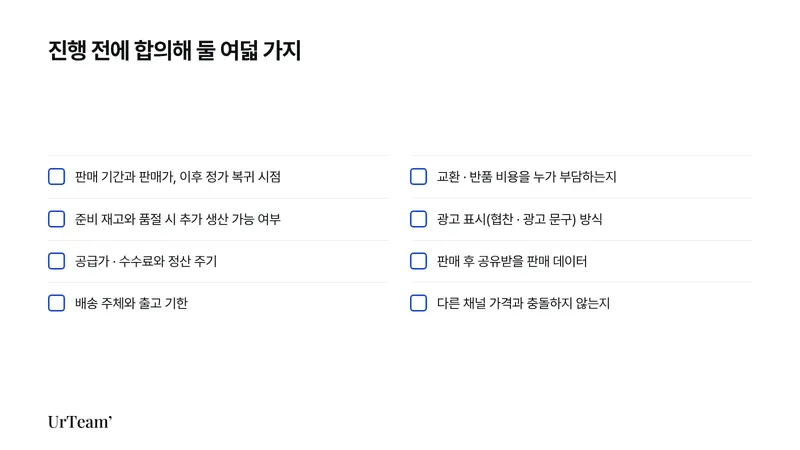 진행 전에 합의해 둘 여덟 가지
판매 기간과 판매가, 이후 정가 복귀 시점
준비 재고와 품절 시 추가 생산 가능 여부
공급가 · 수수료와 정산 주기
배송 주체와 출고 기한
교환 · 반품 비용을 누가 부담하는지
광고 표시(협찬 · 광고 문구) 방식
판매 후 공유받을 판매 데이터
다른 채널 가격과 충돌하지 않는지
UrTeam’